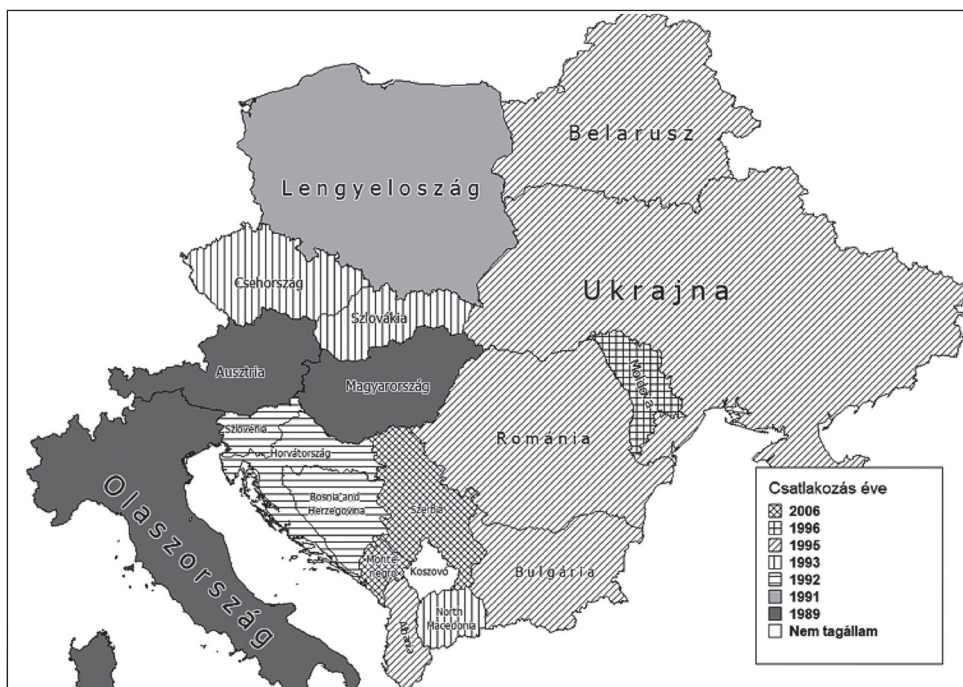 Belarusz
Lengyeloszág
Csehország
Ukrajna
Szlovákia
Ausztria
Magyarország
Moldova
Szlovénia
Románia
Horvátország
Bosnia and
Herzegovina
Szerbia
Olaszország
Monte-
negro
Koszovó
Bulgária
North
Macedonia
Albánia
Csatlakozás éve
2006
1996
1995
1993
1992
1991
1989
Nem tagállam